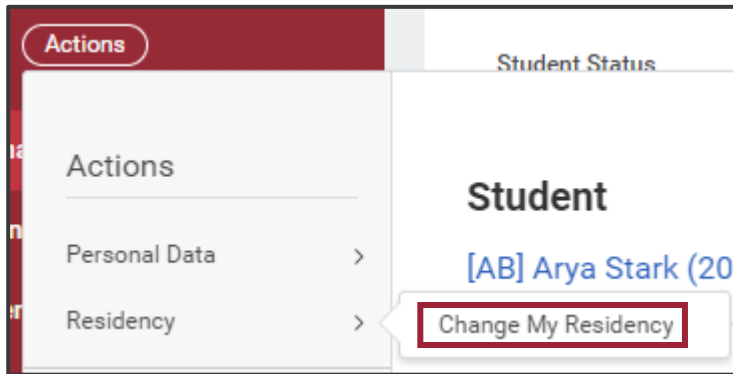 Actions
Student Status
Actions
Student
Personal Data
[AB] Arya Stark (20
Residency
Change My Residency